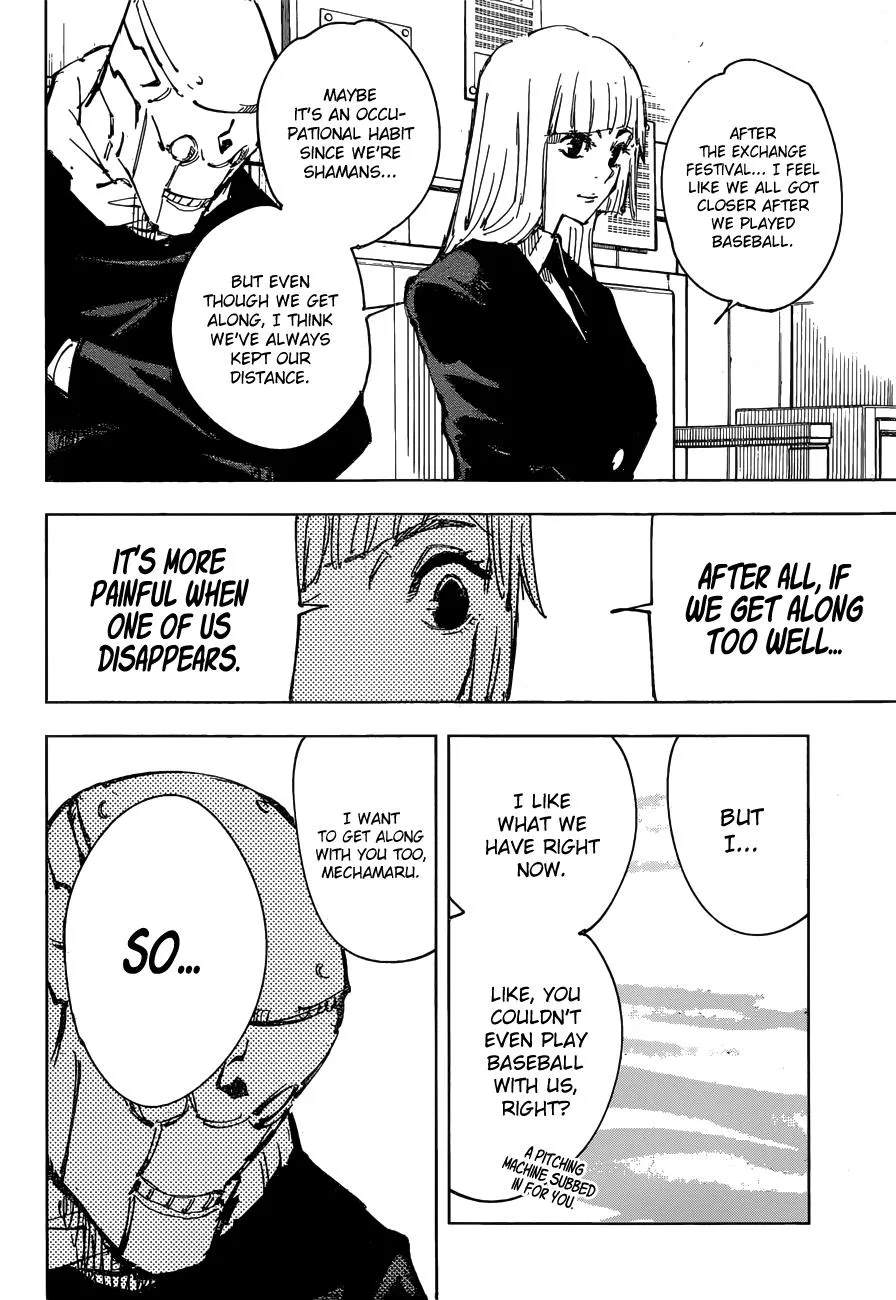 AFTER
THE EXCHANGE
FESTIVAL... I FEEL
LIKE WE ALL GOT
CLOSER AFTER
WE PLAYED
BASEBALL.
MAYBE
IT'S AN OCCU-
PATIONAL HABIT
SINCE WE'RE
SHAMANS...
BUT EVEN
THOUGH WE GET
ALONG, I THINK
WE'VE ALWAYS
KEPT OUR
DISTANCE.
AFTER ALL, IF
WE GET ALONG
TOO WELL...
IT'S MORE
PAINFUL WHEN
ONE OF US
DISAPPEARS.
BUT
I...
I LIKE
WHAT WE
HAVE RIGHT
NOW.
LIKE, YOU
COULDN'T
EVEN PLAY
BASEBALL
WITH US,
RIGHT?
A PITCHING
MACHINE SUBBED
IN FOR YOU.
I WANT
TO GET ALONG
WITH YOU TOO,
MECHAMARU.
SO...